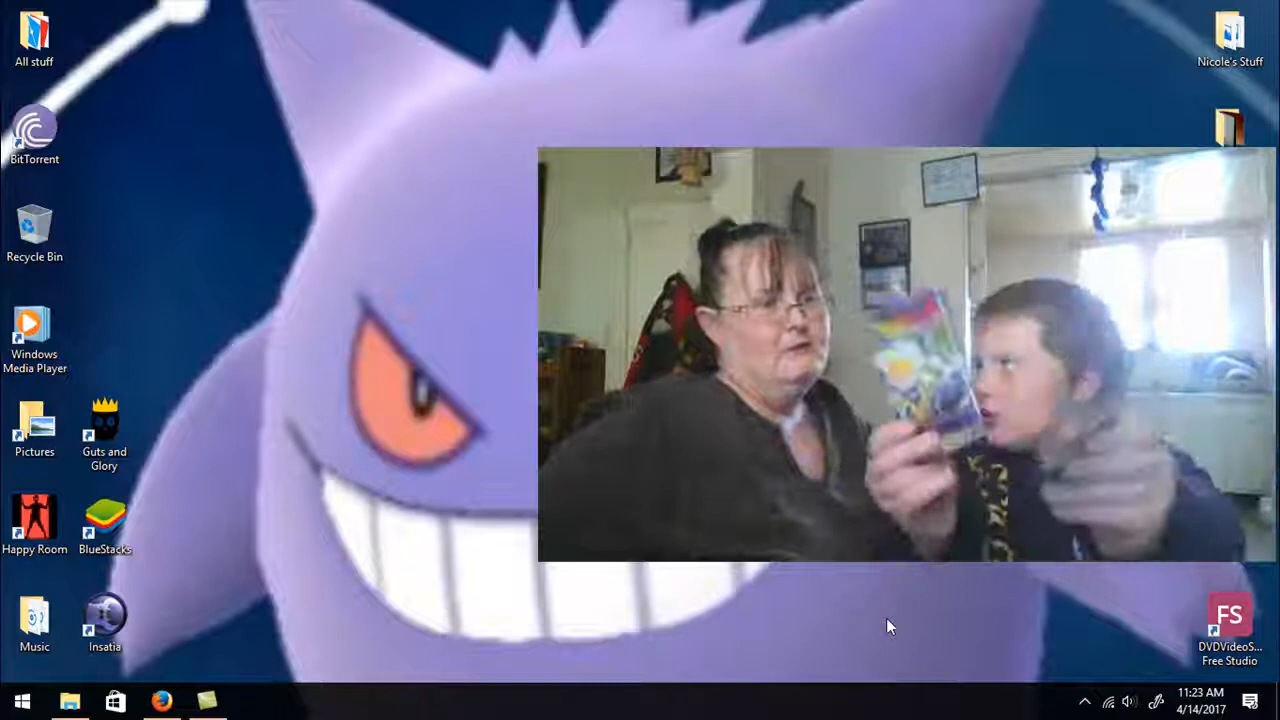 All stuff
Nicole's Stuff
BitTorrent
Recycle Bin
Windows
Media Player
Pictures
Guts and
Glory
Happy Room
BlueStacks
Music
Insatia
FS
DVDVideoS...
Free Studio
11:23 AM
4/14/2017